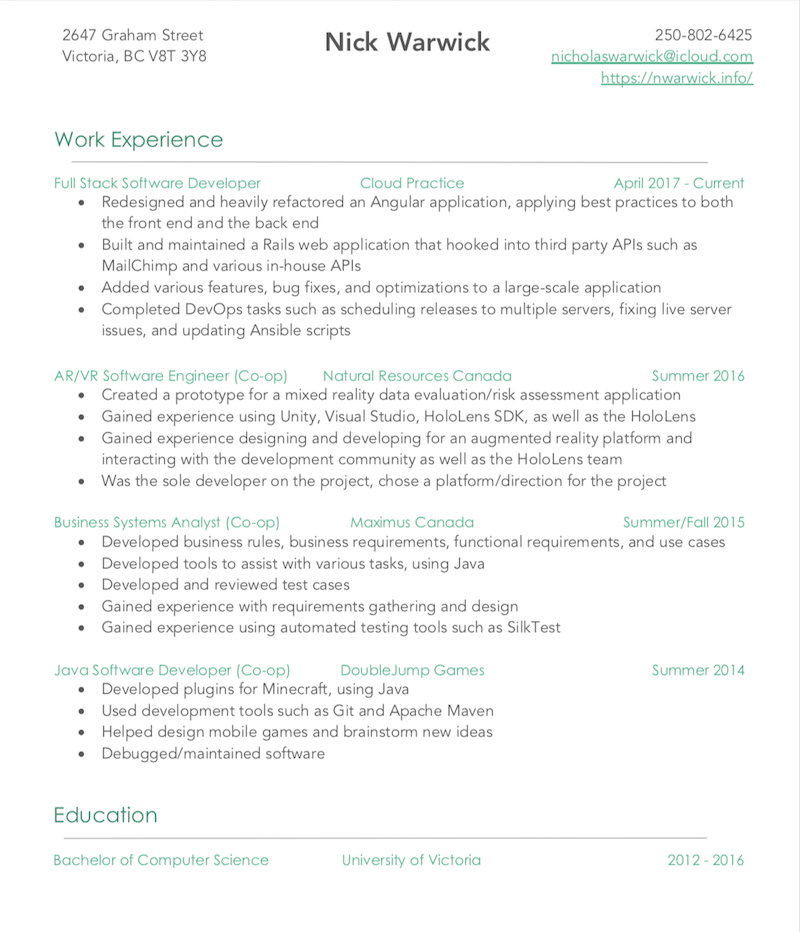 2647 Graham Street
Victoria, BC V8T 3Y8
Nick Warwick
250-802-6425
nicholaswarwick@icloud.com
https://nwarwick.info/
Work Experience
Full Stack Software Developer Cloud Practice April 2017 - Current
• Redesigned and heavily refactored an Angular application, applying best practices to both
the front end and the back end
• Built and maintained a Rails web application that hooked into third party APIs such as
MailChimp and various in-house APIs
• Added various features, bug fixes, and optimizations to a large-scale application
• Completed DevOps tasks such as scheduling releases to multiple servers, fixing live server
issues, and updating Ansible scripts
AR/VR Software Engineer (Co-op) Natural Resources Canada Summer 2016
• Created a prototype for a mixed reality data evaluation/risk assessment application
• Gained experience using Unity, Visual Studio, HoloLens SDK, as well as the HoloLens
• Gained experience designing and developing for an augmented reality platform and
interacting with the development community as well as the HoloLens team
• Was the sole developer on the project, chose a platform/direction for the project
Business Systems Analyst (Co-op) Maximus Canada Summer/Fall 2015
• Developed business rules, business requirements, functional requirements, and use cases
• Developed tools to assist with various tasks, using Java
• Developed and reviewed test cases
• Gained experience with requirements gathering and design
• Gained experience using automated testing tools such as SilkTest
Java Software Developer (Co-op) DoubleJump Games Summer 2014
• Developed plugins for Minecraft, using Java
• Used development tools such as Git and Apache Maven
• Helped design mobile games and brainstorm new ideas
• Debugged/maintained software
Education
Bachelor of Computer Science University of Victoria 2012 - 2016